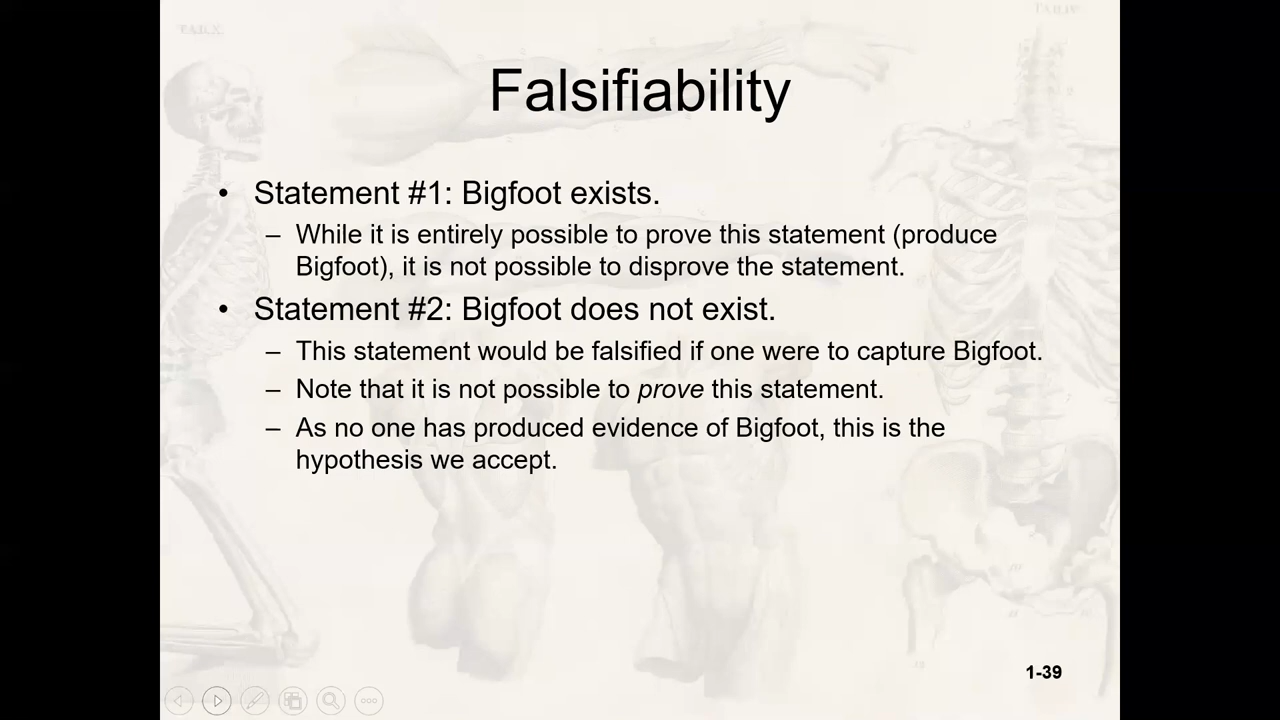 Falsifiability
• Statement #1: Bigfoot exists.
– While it is entirely possible to prove this statement (produce
Bigfoot), it is not possible to disprove the statement.
• Statement #2: Bigfoot does not exist.
– This statement would be falsified if one were to capture Bigfoot.
– Note that it is not possible to prove this statement.
– As no one has produced evidence of Bigfoot, this is the
hypothesis we accept.
1-39